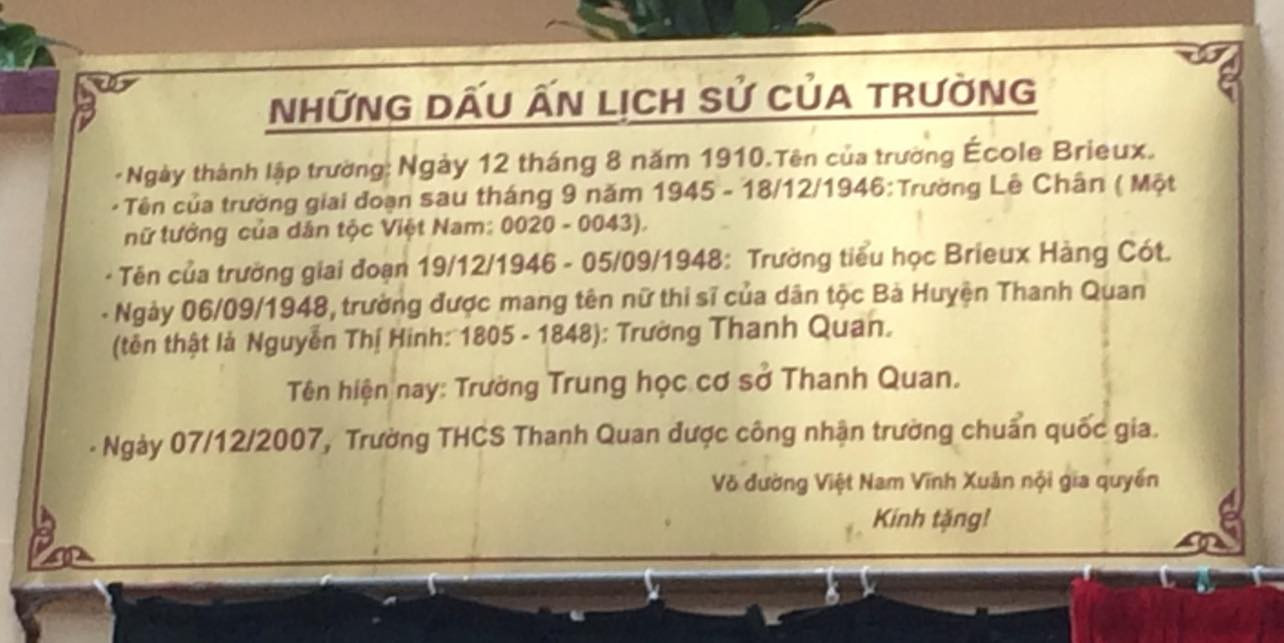 NHỮNG DẤU ẤN LỊCH SỬ CỦA TRƯỜNG
- Ngày thành lập trường: Ngày 12 tháng 8 năm 1910. Tên của trường École Brieux.
- Tên của trường giai đoạn sau tháng 9 năm 1945 - 18/12/1946: Trường Lê Chân ( Một
nữ tướng của dân tộc Việt Nam: 0020 - 0043).
- Tên của trường giai đoạn 19/12/1946 - 05/09/1948: Trường tiểu học Brieux Hàng Cót.
- Ngày 06/09/1948, trường được mang tên nữ thi sĩ của dân tộc Bà Huyện Thanh Quan
(tên thật là Nguyễn Thị Hinh: 1805 - 1848): Trường Thanh Quan.
Tên hiện nay: Trường Trung học cơ sở Thanh Quan.
- Ngày 07/12/2007, Trường THCS Thanh Quan được công nhận trường chuẩn quốc gia.
Võ đường Việt Nam Vĩnh Xuân nội gia quyền
Kính tặng!